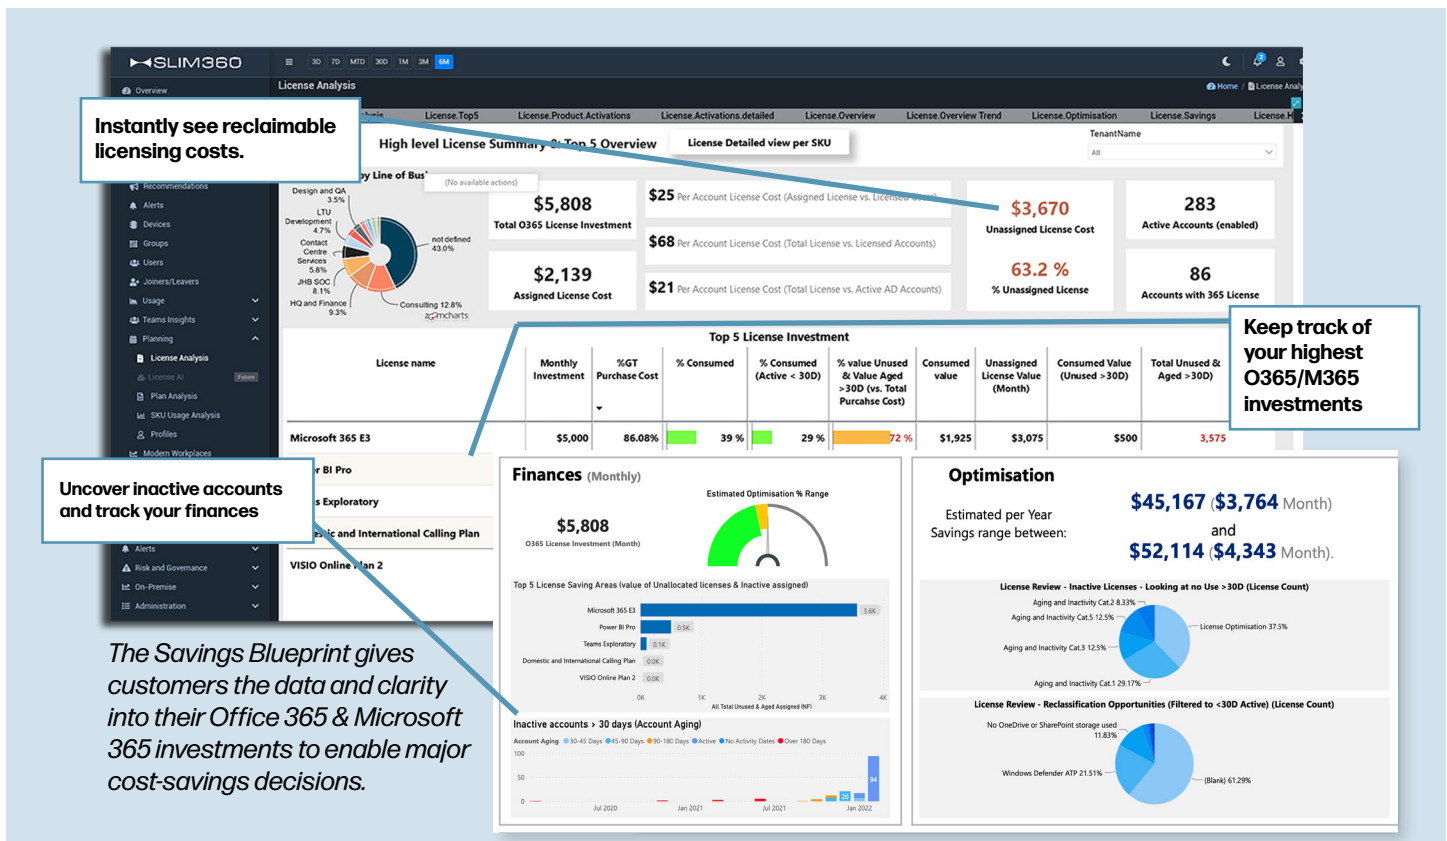 SLIM360
3D 7D MTD 30D 1M 3M 6M
2
Overview
License Analysis
Home / License Analy
Instantly see reclaimable
licensing costs.
License.Top5
License.Product.Activations
License.Activations.detailed
License.Overview
License.Overview Trend
License.Optimisation
License.Savings
License.H
High level License Summary & Top 5 Overview
License Detailed view per SKU
TenantName
All
by Line of Bus
(No available actions)
Recommendations
Alerts
Devices
Groups
Users
Joiners/Leavers
Usage
Teams Insights
Planning
License Analysis
License AI
Future
Plan Analysis
SKU Usage Analysis
Profiles
Modern Workplaces
Design and QA
3.5%
LTU
Development
4.7%
Contact
Centre
Services
5.8%
JHB SOC
8.1%
HQ and Finance
9.3%
not defined
43.0%
Consulting 12.8%
zoomcharts
$5,808
Total O365 License Investment
$2,139
Assigned License
Cost
$25 Per Account License Cost (Assigned License vs. Licensed Users)
$68 Per Account License Cost (Total License vs. Licensed Accounts)
$21 Per Account License Cost (Total License vs. Active AD Accounts)
$3,670
Unassigned License Cost
63.2 %
% Unassigned License
283
Active Accounts (enabled)
86
Accounts with 365 License
Keep track of
your highest
O365/M365
investments
Top 5 License Investment
License name
Monthly
Investment
%GT
Purchase Cost
% Consumed
% Consumed
(Active < 30D)
% value Unused
& Value Aged
>30D (vs. Total
Purcahse Cost)
Consumed
value
Unassigned
License Value
(Month)
Consumed Value
(Unused >30D)
Total Unused &
Aged >30D)
Microsoft 365 E3 $5,000 86.08% 39 % 29 % 72 % $1,925 $3,075 $500 3,575
r BI Pro
s Exploratory
estic and International Calling Plan
VISIO Online Plan 2
Uncover inactive accounts
and track your finances
Alerts
Risk and Governance
On-Premise
Administration
The Savings Blueprint gives
customers the data and clarity
into their Office 365 & Microsoft
365 investments to enable major
cost-savings decisions.
Finances (Monthly)
$5,808
O365 License Investment (Month)
Estimated Optimisation % Range
Top 5 License Saving Areas (value of Unallocated licenses & Inactive assigned)
Microsoft 365 E3 3.6K
Power BI Pro 0.5K
Teams Exploratory 0.1K
Domestic and International Calling Plan 0.0K
VISIO Online Plan 2 0.0K
0K 1K 2K 3K 4K
All Total Unused & Aged Assigned (NF)
Inactive accounts > 30 days (Account Aging)
Account Aging 30-45 Days 45-90 Days 90-180 Days Active No Activity Dates Over 180 Days
100
50
0
20
94
Jul 2020 Jan 2021 Jul 2021 Jan 2022
Optimisation
Estimated per Year
Savings range between:
$45,167 ($3,764 Month)
and
$52,114 ($4,343 Month).
License Review - Inactive Licenses - Looking at no Use >30D (License Count)
Aging and Inactivity Cat.2 8.33%
Aging and Inactivity Cat.5 12.5%
Aging and Inactivity Cat.3 12.5%
Aging and Inactivity Cat.1 29.17%
License Optimisation 37.5%
License Review - Reclassification Opportunities (Filtered to <30D Active) (License Count)
No OneDrive or SharePoint storage used
11.83%
Windows Defender ATP 21.51%
(Blank) 61.29%